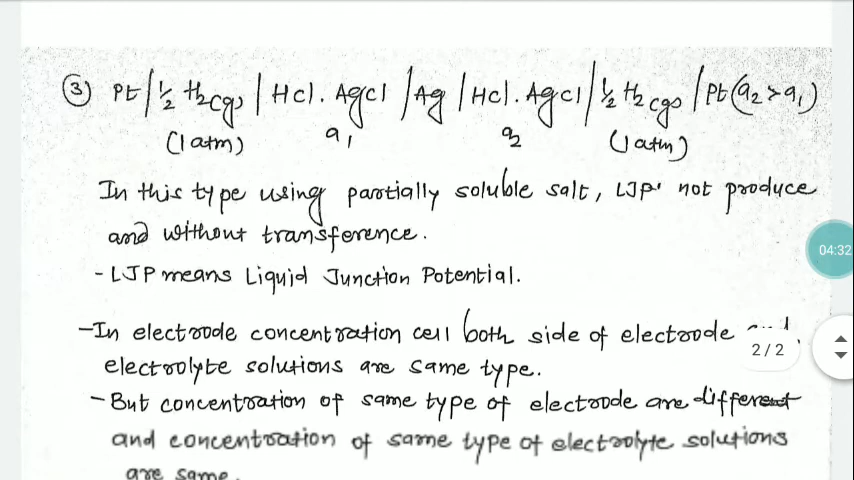 ③ Pt / ½ H₂(g) | HCl . AgCl / Ag | HCl . AgCl / ½ H₂(g) / Pt (a₂ > a₁)
(1 atm) a₁ a₂ (1 atm)
In this type using partially soluble salt, LJP. not produce
and without transference.
- LJP means Liquid Junction Potential.
04:32
- In electrode concentration cell both side of electrode
electrolyte solutions are same type.
2 / 2
- But concentration of same type of electrode are different
and concentration of same type of electrolyte solutions
are same.